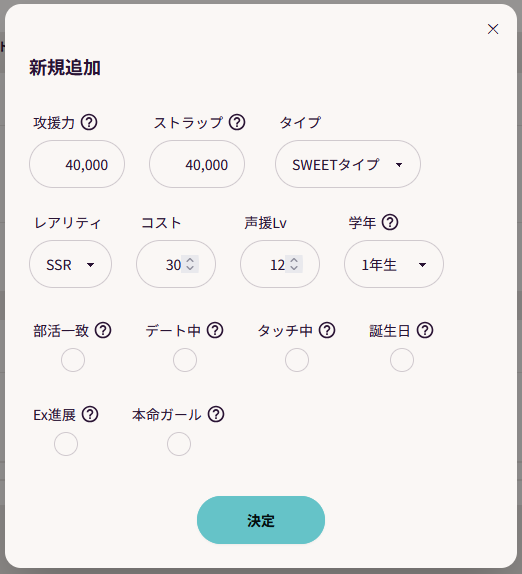 新規追加
攻援力 ストラップ タイプ
40,000 40,000 SWEETタイプ
レアリティ コスト 声援Lv 学年
SSR 30 12 1年生
部活一致 デート中 タッチ中 誕生日
Ex進展 本命ガール
決定